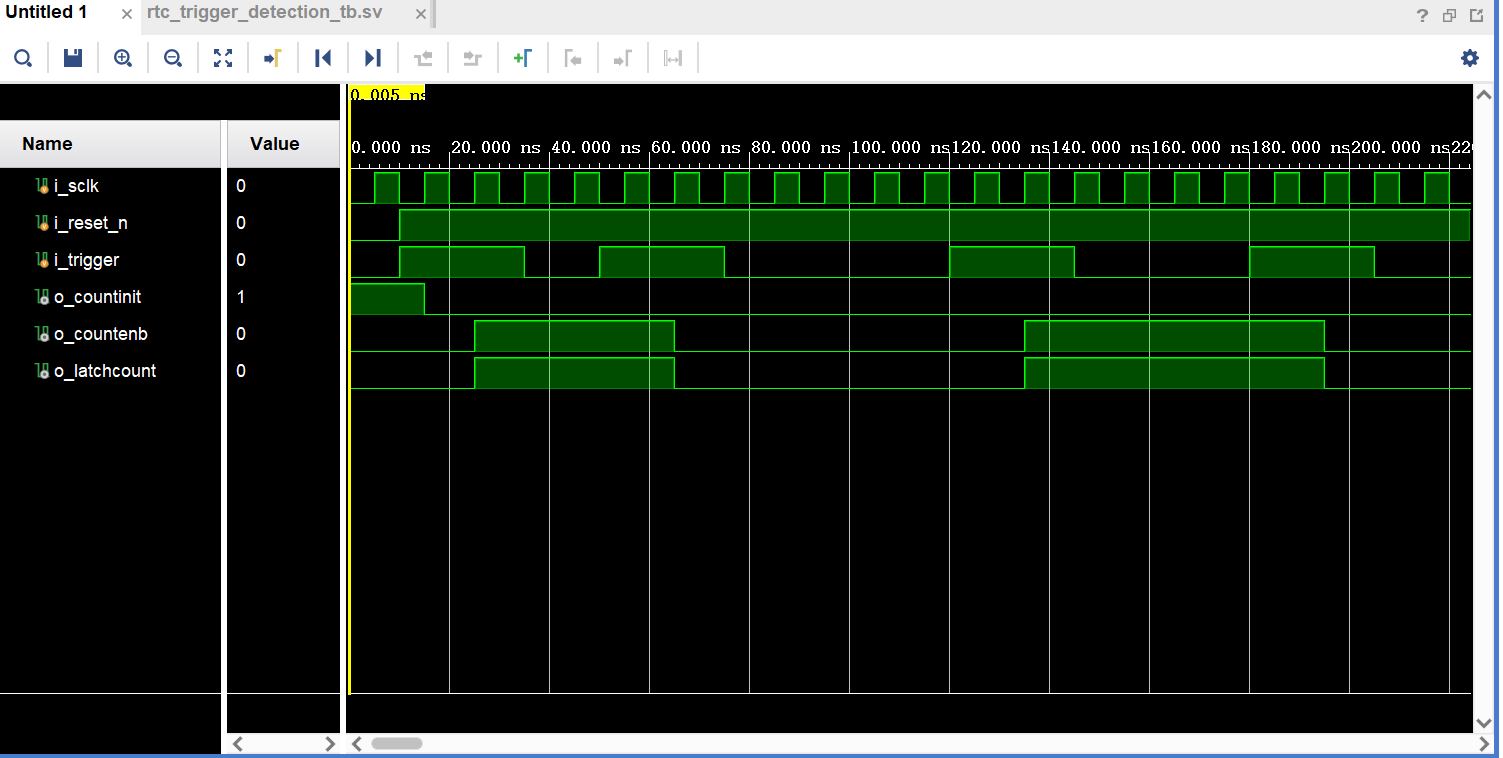 Untitled 1 × rtc_trigger_detection_tb.sv ×
?
0.005 ns
Name Value
0.000 ns 20.000 ns 40.000 ns 60.000 ns 80.000 ns 100.000 ns 120.000 ns 140.000 ns 160.000 ns 180.000 ns 200.000 ns 220
i_sclk 0
i_reset_n 0
i_trigger 0
o_countinit 1
o_countenb 0
o_latchcount 0